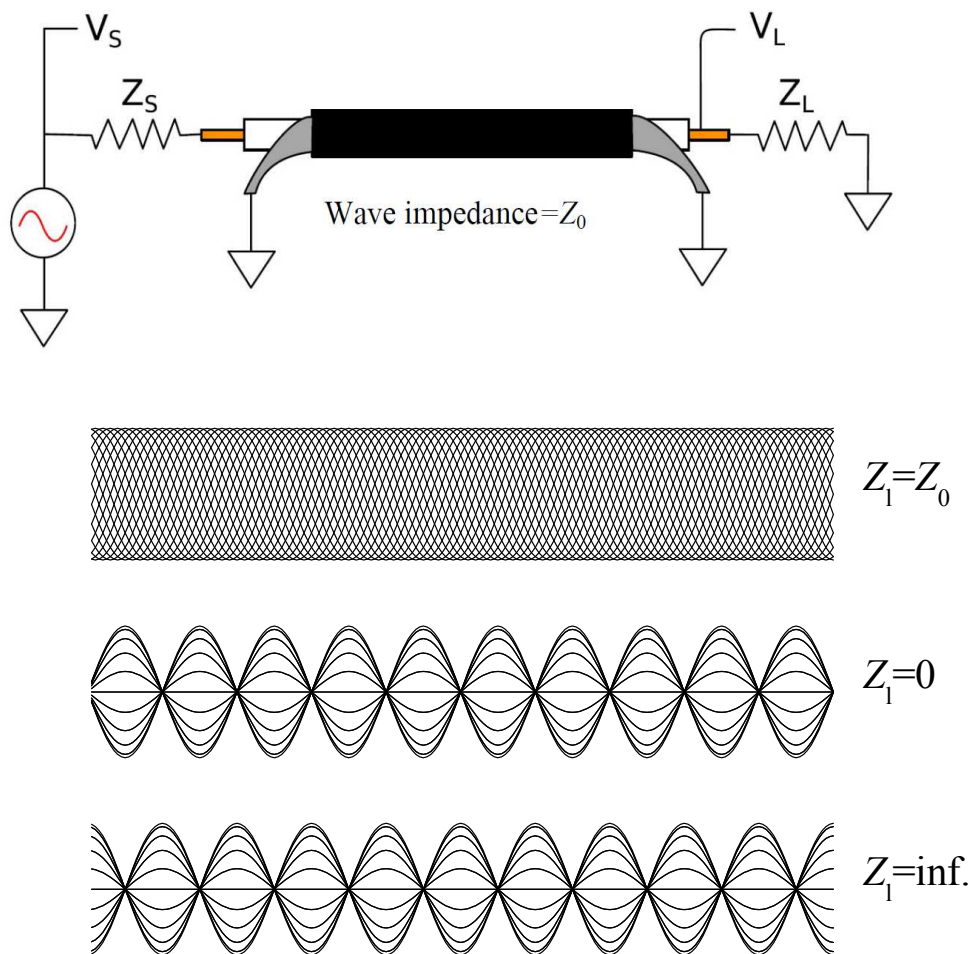 V_S
V_L
Z_S
Z_L
Wave impedance=Z_0
Z_l=Z_0
Z_l=0
Z_l=inf.